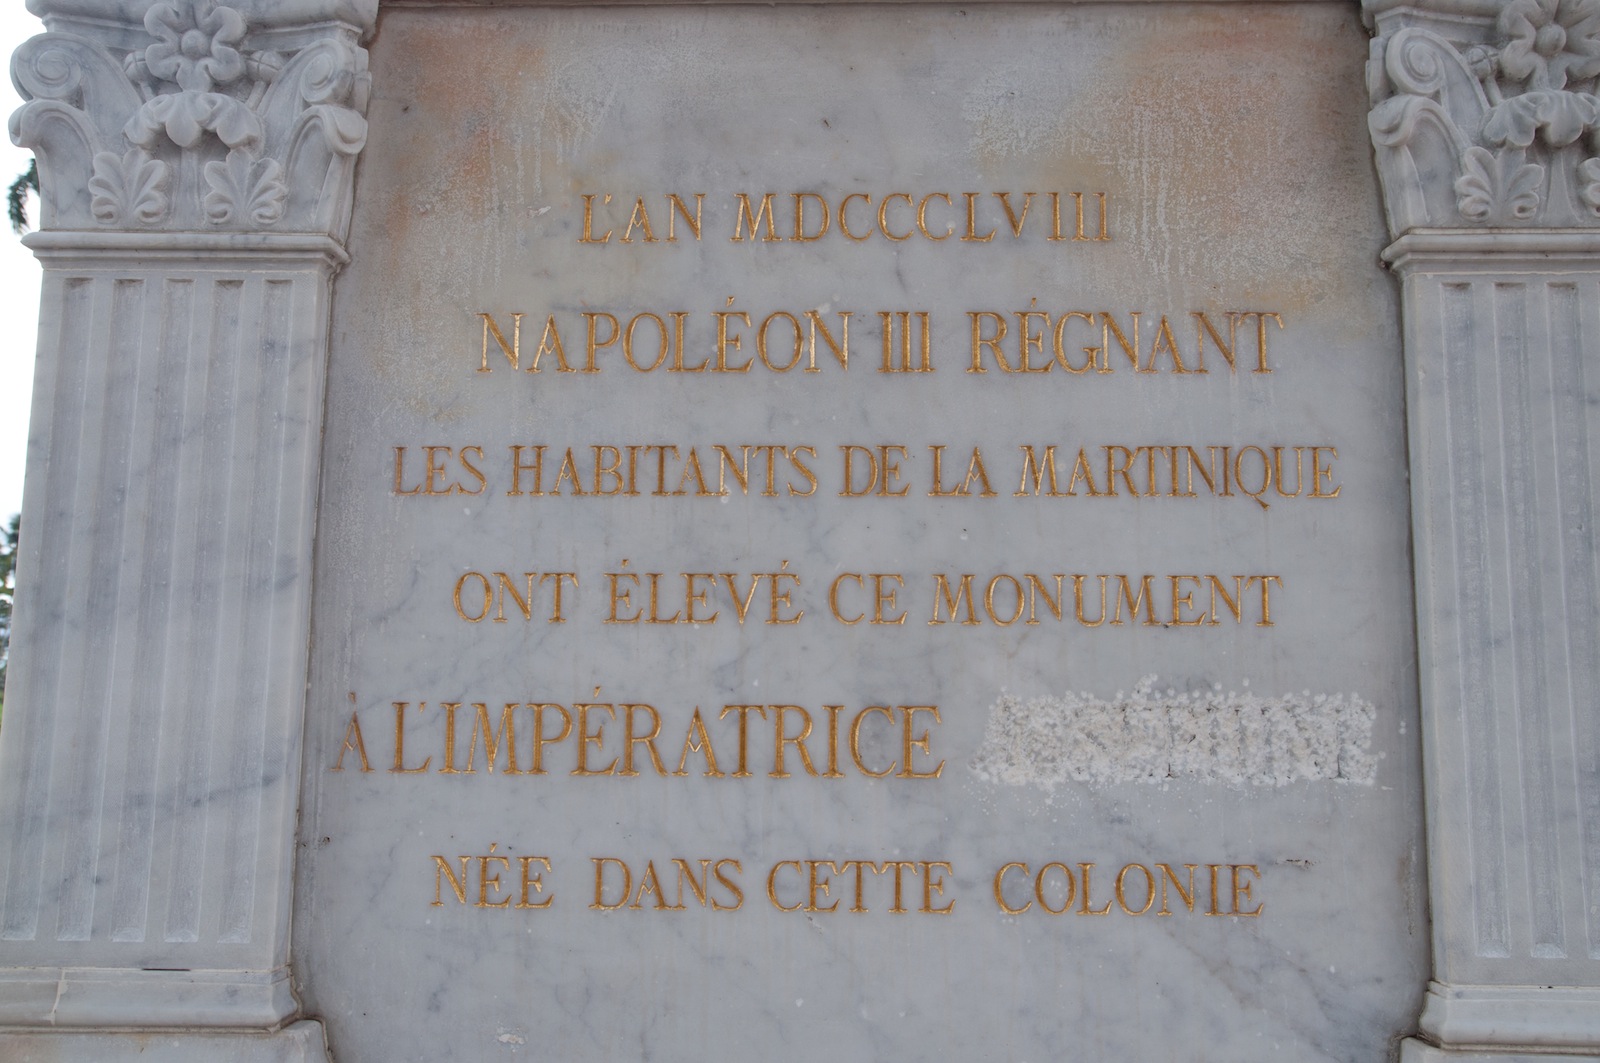 L'AN MDCCCLVIII
NAPOLÉON III RÉGNANT
LES HABITANTS DE LA MARTINIQUE
ONT ÉLEVÉ CE MONUMENT
À L'IMPÉRATRICE
NÉE DANS CETTE COLONIE